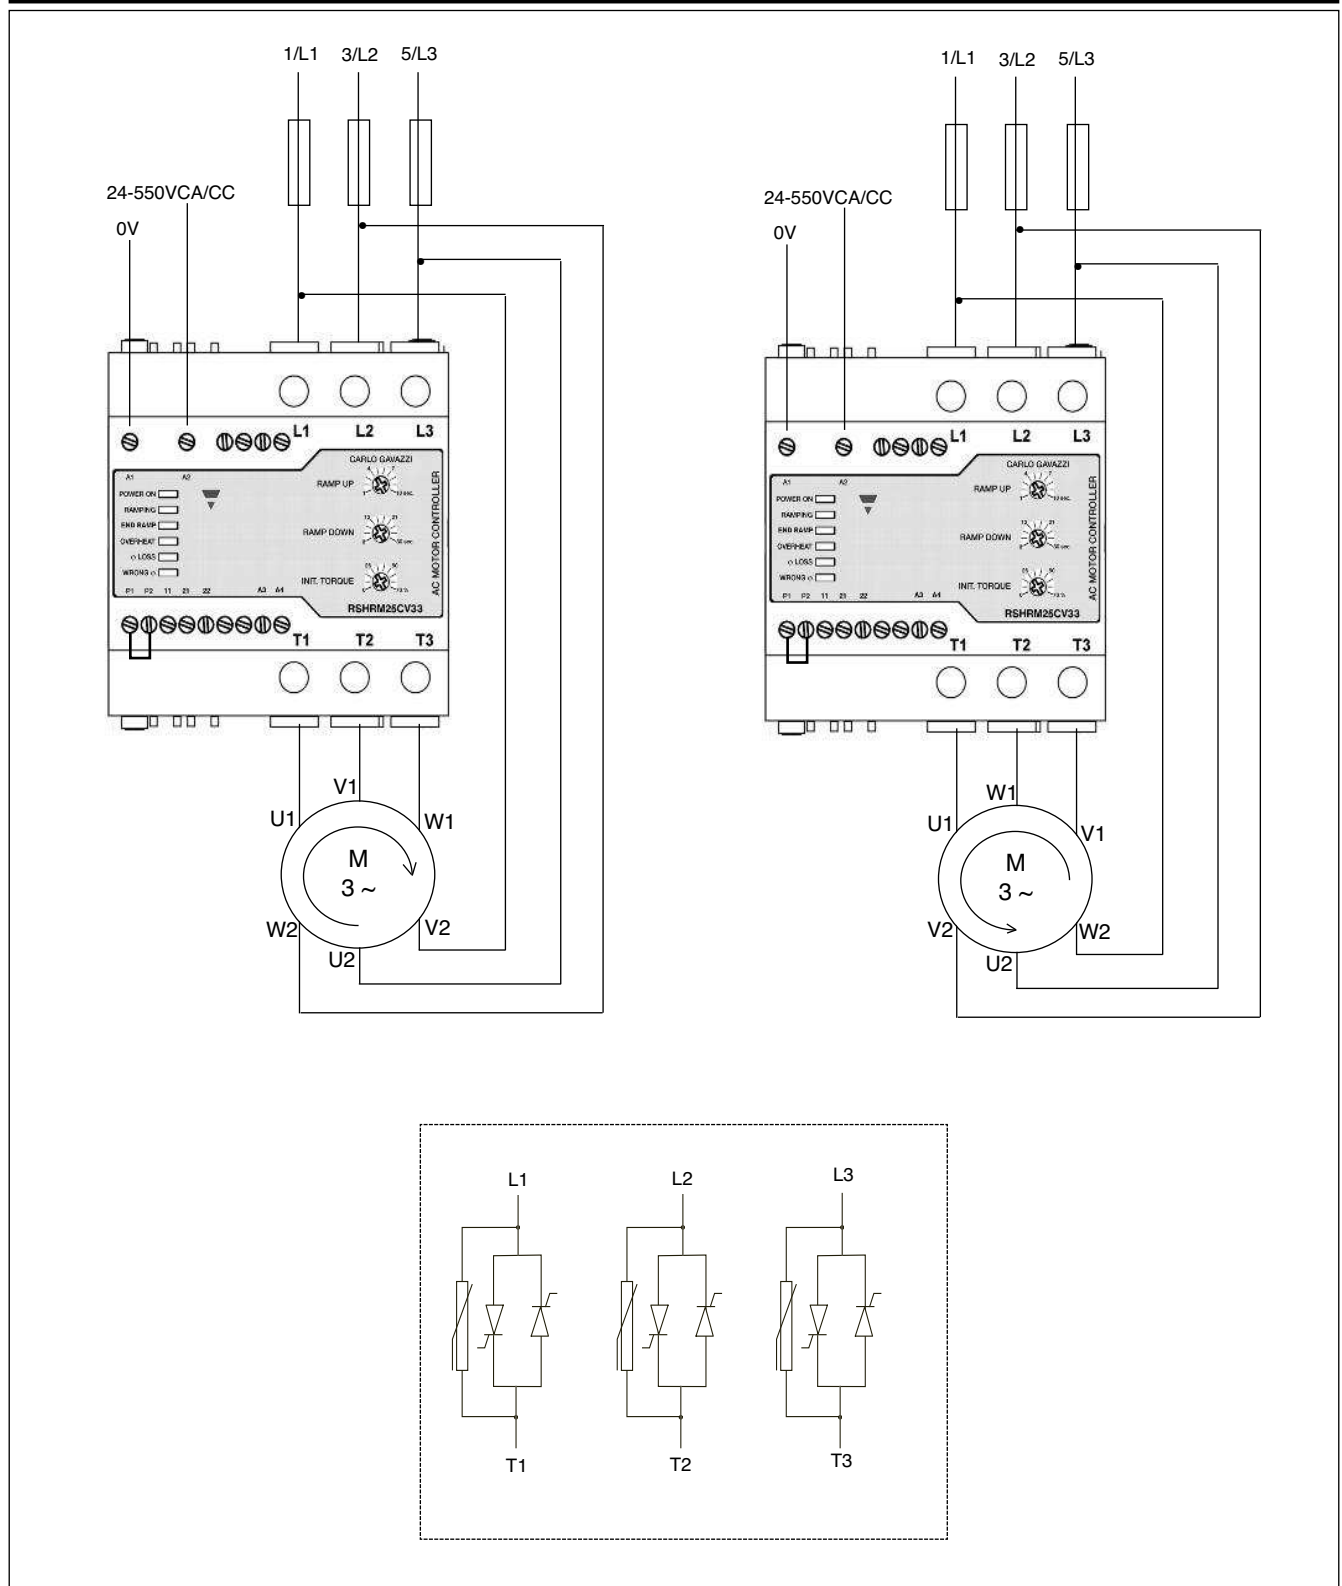 1/L1 3/L2 5/L3
24-550VCA/CC
0V
L1 L2 L3
CARLO GAVAZZI
A1 A2
RAMP UP
POWER ON
RAMPING
END RAMP
RAMP DOWN
OVERHEAT
LOSS
WRONG
INIT. TORQUE
AC MOTOR CONTROLLER
P1 P2 11 21 22 A3 A4
RSHRM25CV33
T1 T2 T3
V1
U1 W1
M
3 ~
W2 V2
U2
1/L1 3/L2 5/L3
24-550VCA/CC
0V
L1 L2 L3
CARLO GAVAZZI
A1 A2
RAMP UP
POWER ON
RAMPING
END RAMP
RAMP DOWN
OVERHEAT
LOSS
WRONG
INIT. TORQUE
AC MOTOR CONTROLLER
P1 P2 11 21 22 A3 A4
RSHRM25CV33
T1 T2 T3
W1
U1 V1
M
3 ~
V2 W2
U2
L1 L2 L3
T1 T2 T3